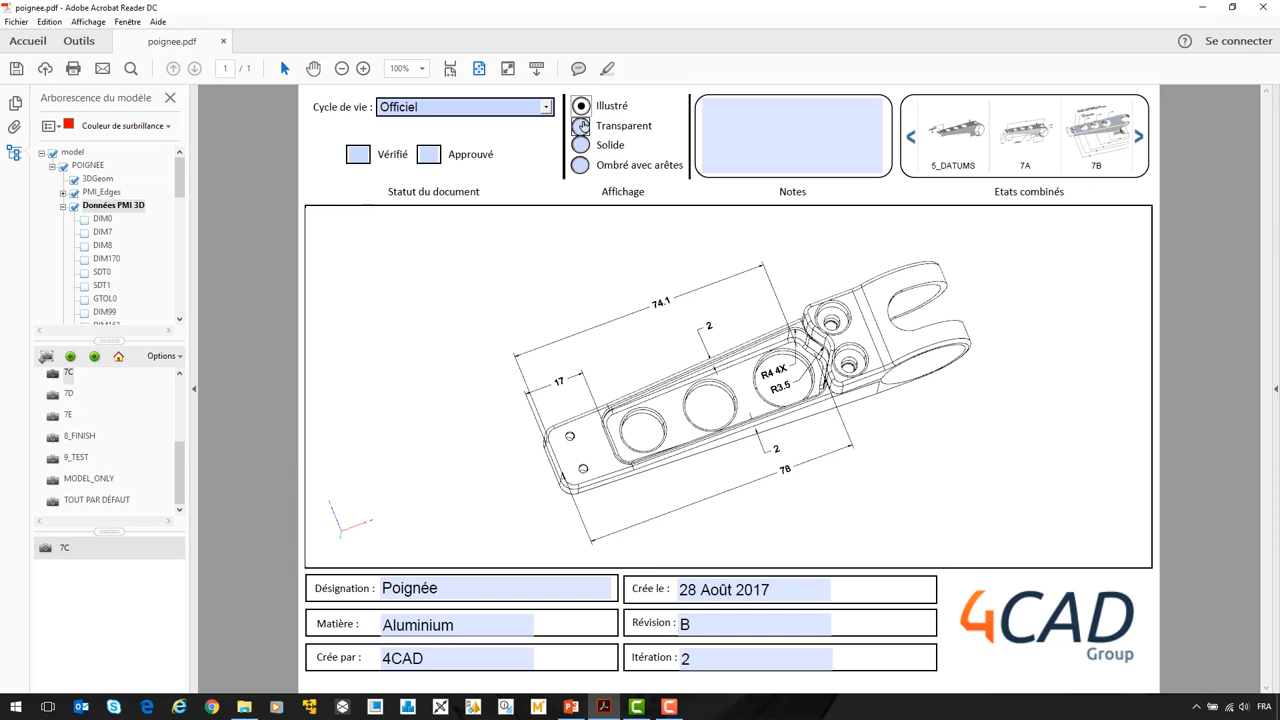 poignee.pdf - Adobe Acrobat Reader DC
Fichier Edition Affichage Fenêtre Aide
Accueil Outils poignee.pdf × Se connecter
1 / 1 100%
Arborescence du modèle
Couleur de surbrillance
model
POIGNEE
3DGeom
PMI_Edges
Données PMI 3D
DIM0
DIM7
DIM8
DIM170
SDT0
SDT1
GTOL0
DIM99
Options
7C
7D
7E
8_FINISH
9_TEST
MODEL_ONLY
TOUT PAR DÉFAUT
7C
Cycle de vie : Officiel
Vérifié Approuvé
Statut du document
Illustré
Transparent
Solide
Ombré avec arêtes
Affichage
Notes
5_DATUMS 7A 7B
Etats combinés
74.1
2
17
R4 4X
R3.5
2
78
Désignation : Poignée
Matière : Aluminium
Crée par : 4CAD
Crée le : 28 Août 2017
Révision : B
Itération : 2
4CAD
Group
FRA